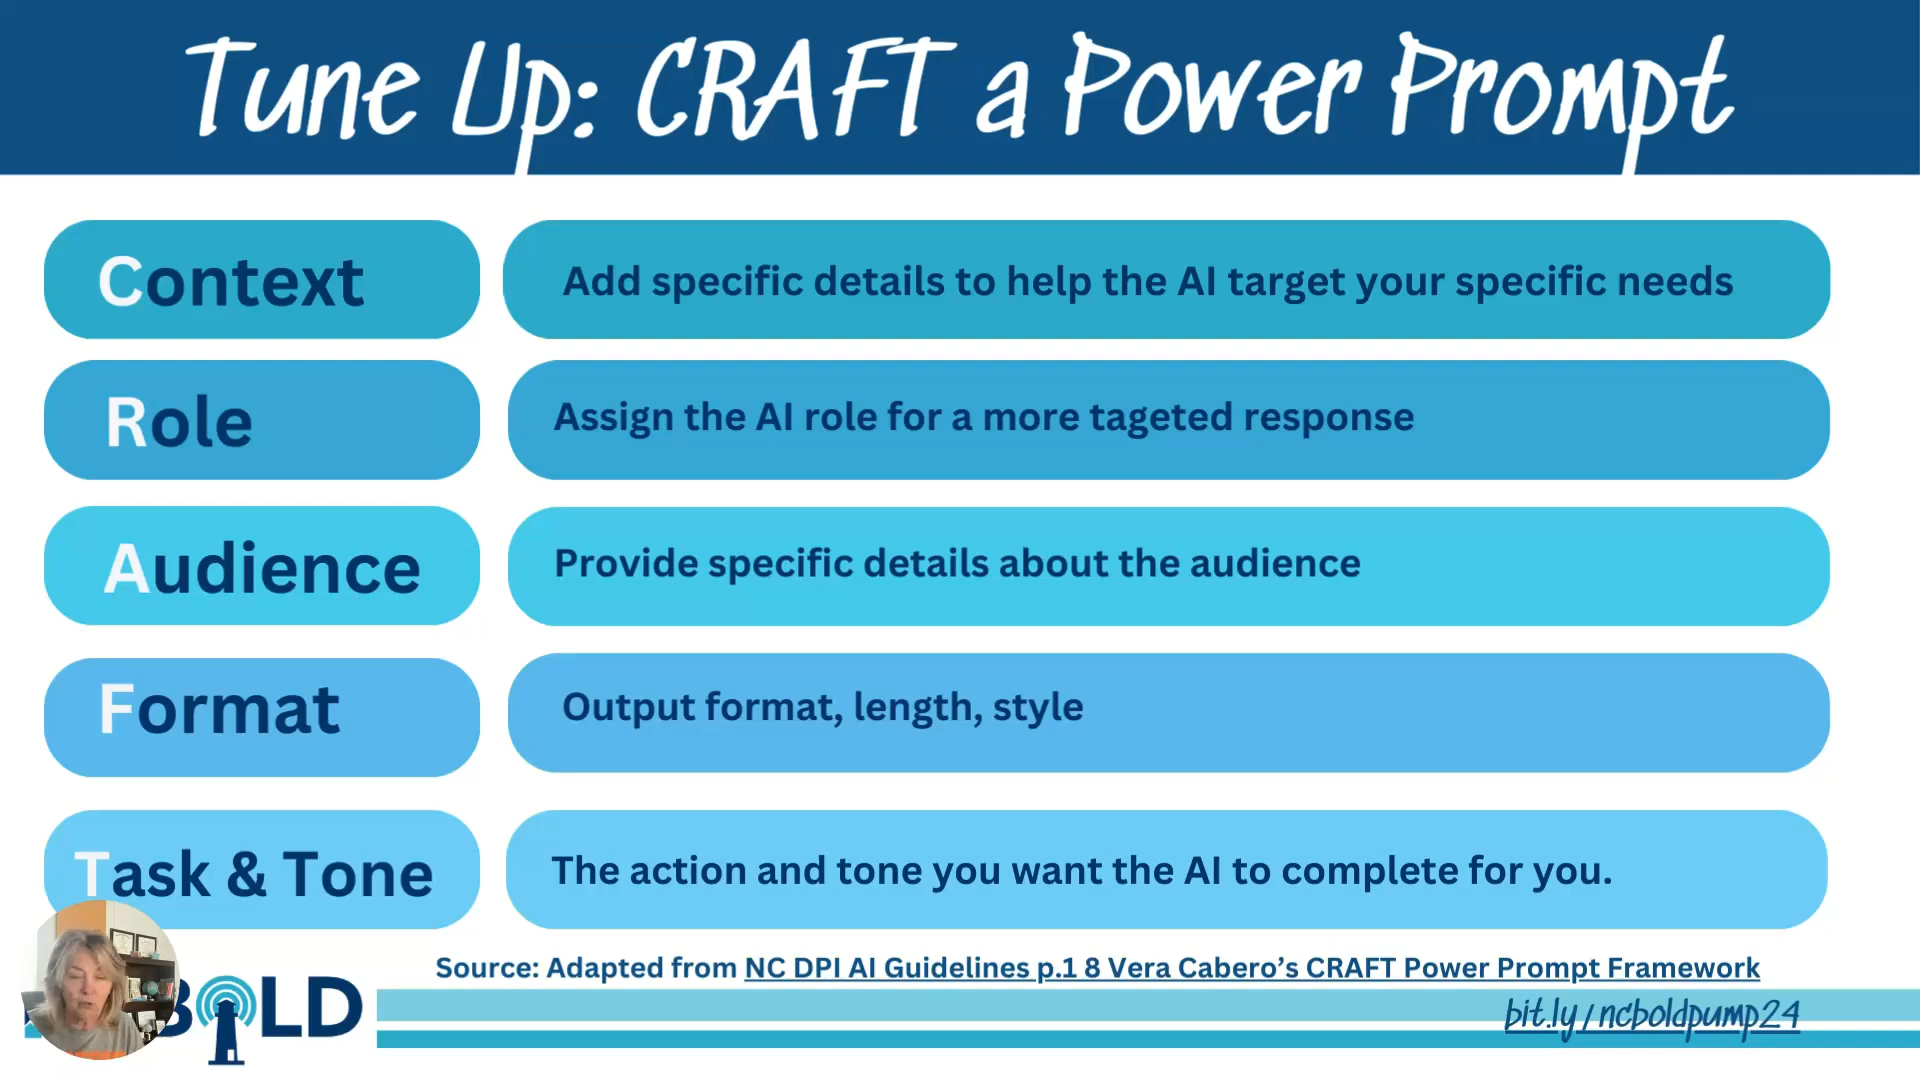 Tune Up: CRAFT a Power Prompt
Context
Add specific details to help the AI target your specific needs
Role
Assign the AI role for a more tageted response
Audience
Provide specific details about the audience
Format
Output format, length, style
Task & Tone
The action and tone you want the AI to complete for you.
Source: Adapted from NC DPI AI Guidelines p.1 8 Vera Cabero’s CRAFT Power Prompt Framework
BOLD
bit.ly/ncboldpump24